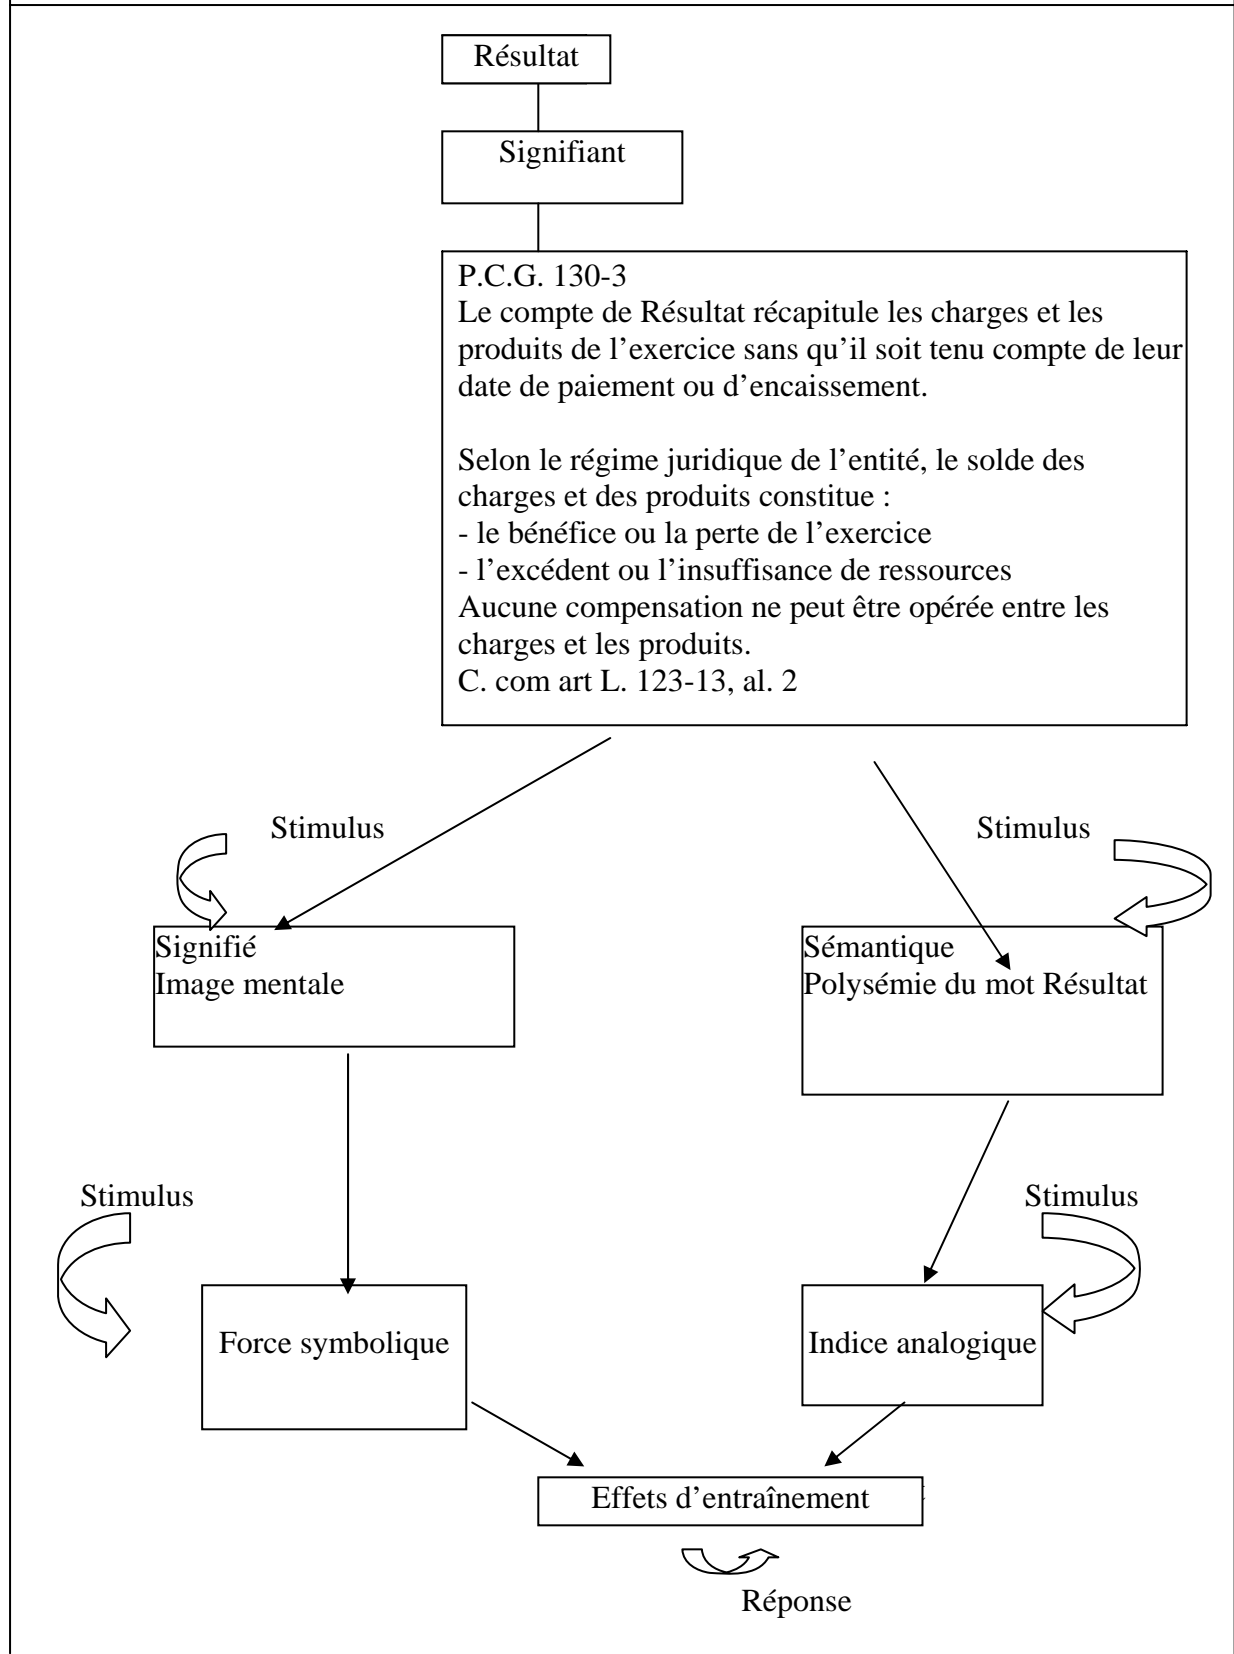 Résultat
Signifiant
P.C.G. 130-3
Le compte de Résultat récapitule les charges et les
produits de l’exercice sans qu’il soit tenu compte de leur
date de paiement ou d’encaissement.
Selon le régime juridique de l’entité, le solde des
charges et des produits constitue :
- le bénéfice ou la perte de l’exercice
- l’excédent ou l’insuffisance de ressources
Aucune compensation ne peut être opérée entre les
charges et les produits.
C. com art L. 123-13, al. 2
Stimulus
Stimulus
Signifié
Image mentale
Sémantique
Polysémie du mot Résultat
Stimulus
Stimulus
Force symbolique
Indice analogique
Effets d’entraînement
Réponse